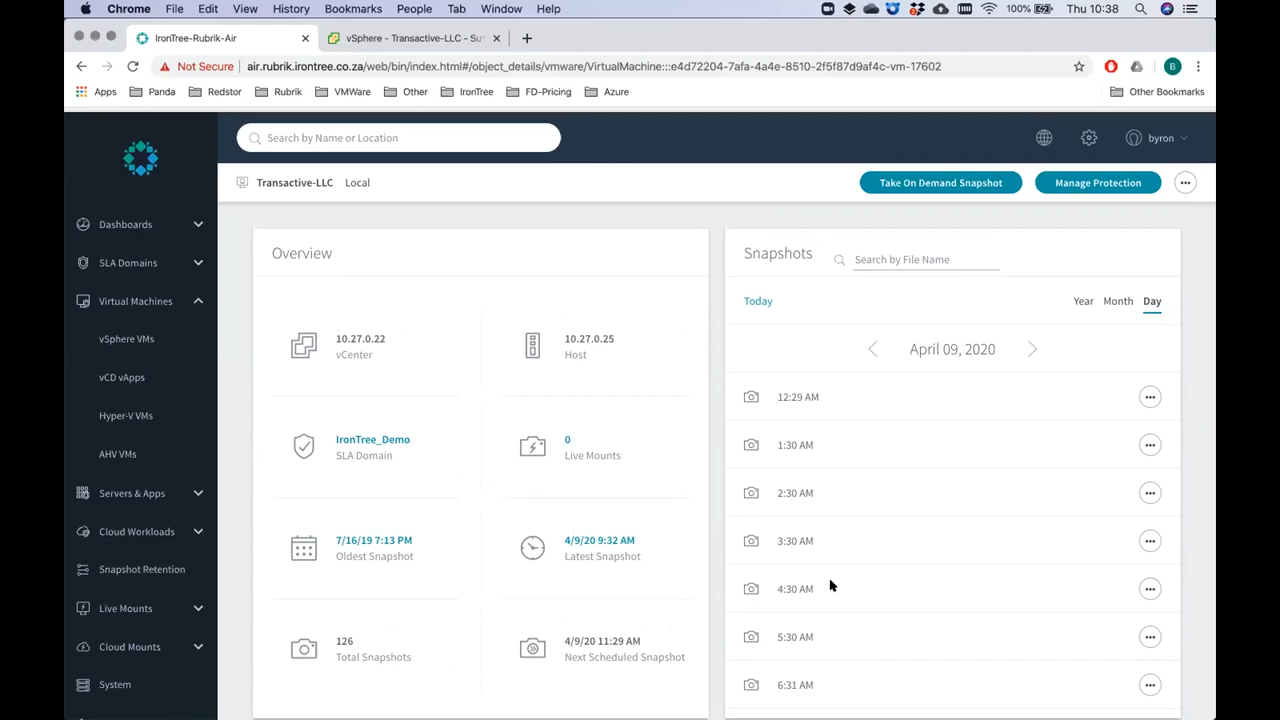 Chrome File Edit View History Bookmarks People Tab Window Help 100% Thu 10:38
IronTree-Rubrik-Air vSphere - Transactive-LLC - Su
Not Secure air.rubrik.irontree.co.za/web/bin/index.html#/object_details/vmware/VirtualMachine:::e4d72204-7afa-4a4e-8510-2f5f87d9af4c-vm-17602 B
Apps Panda Redstor Rubrik VMWare Other IronTree FD-Pricing Azure Other Bookmarks
Search by Name or Location byron
Transactive-LLC Local Take On Demand Snapshot Manage Protection
Dashboards
SLA Domains
Virtual Machines
vSphere VMs
vCD vApps
Hyper-V VMs
AHV VMs
Servers & Apps
Cloud Workloads
Snapshot Retention
Live Mounts
Cloud Mounts
System
Overview
10.27.0.22
vCenter
10.27.0.25
Host
IronTree_Demo
SLA Domain
0
Live Mounts
7/16/19 7:13 PM
Oldest Snapshot
4/9/20 9:32 AM
Latest Snapshot
126
Total Snapshots
4/9/20 11:29 AM
Next Scheduled Snapshot
Snapshots Search by File Name
Today Year Month Day
April 09, 2020
12:29 AM
1:30 AM
2:30 AM
3:30 AM
4:30 AM
5:30 AM
6:31 AM